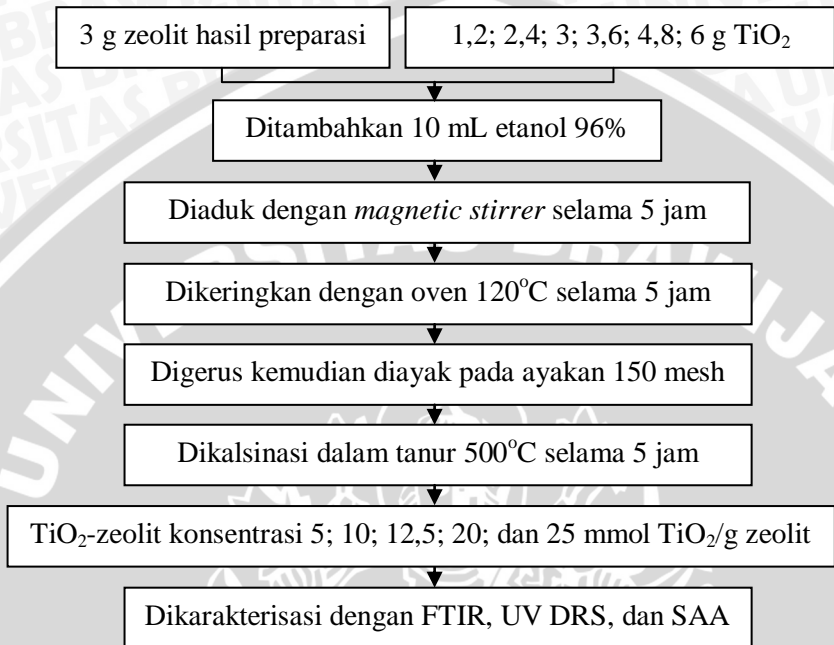 3 g zeolit hasil preparasi
1,2; 2,4; 3; 3,6; 4,8; 6 g TiO₂
Ditambahkan 10 mL etanol 96%
Diaduk dengan magnetic stirrer selama 5 jam
Dikeringkan dengan oven 120°C selama 5 jam
Digerus kemudian diayak pada ayakan 150 mesh
Dikalsinasi dalam tanur 500°C selama 5 jam
TiO₂-zeolit konsentrasi 5; 10; 12,5; 20; dan 25 mmol TiO₂/g zeolit
Dikarakterisasi dengan FTIR, UV DRS, dan SAA